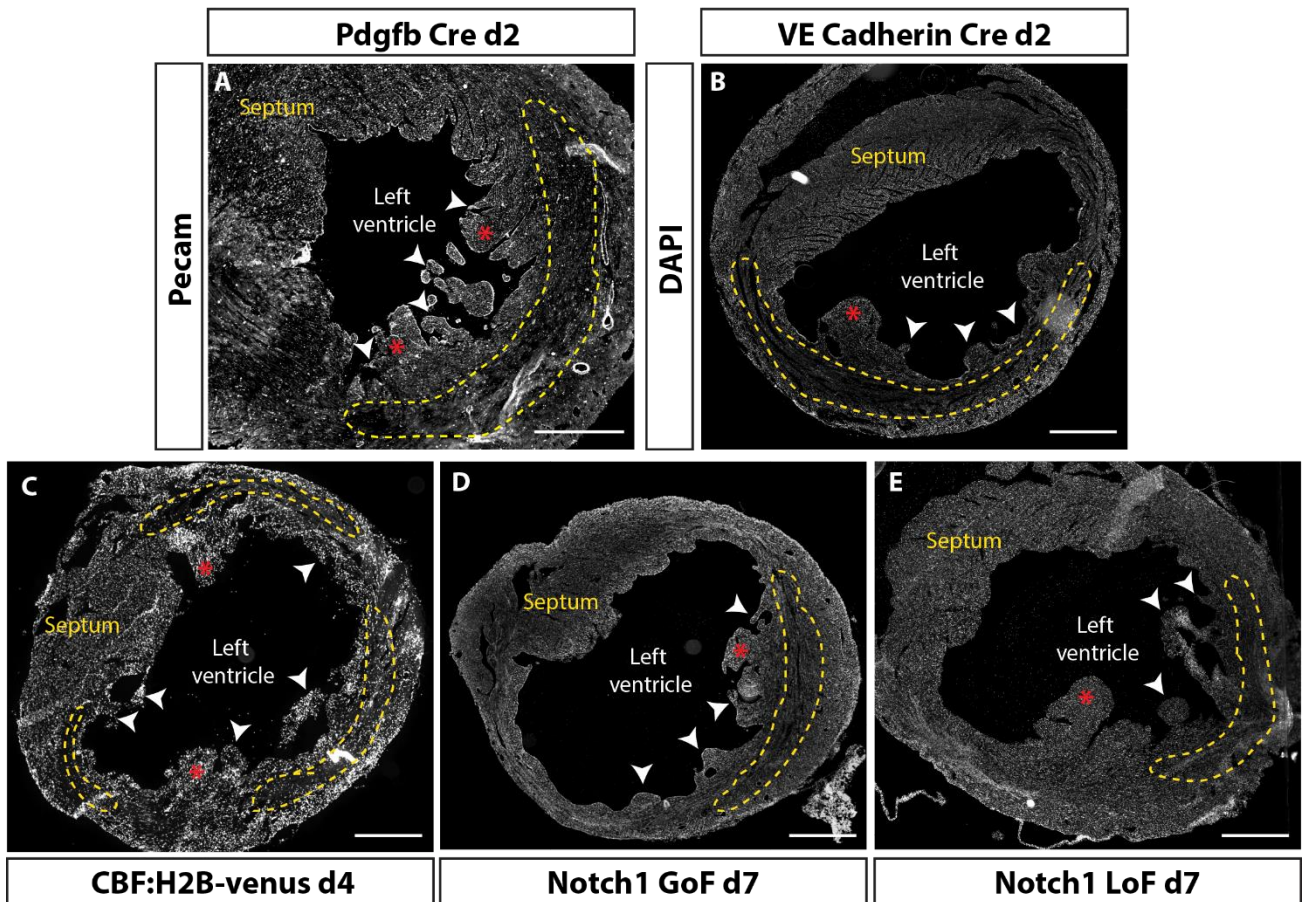 Pdgfb Cre d2
VE Cadherin Cre d2
Pecam
A
Septum
Left
ventricle
*
*
DAPI
B
Septum
Left
ventricle
*
C
Septum
Left
ventricle
*
*
D
Septum
Left
ventricle
*
E
Septum
Left
ventricle
*
CBF:H2B-venus d4
Notch1 GoF d7
Notch1 LoF d7